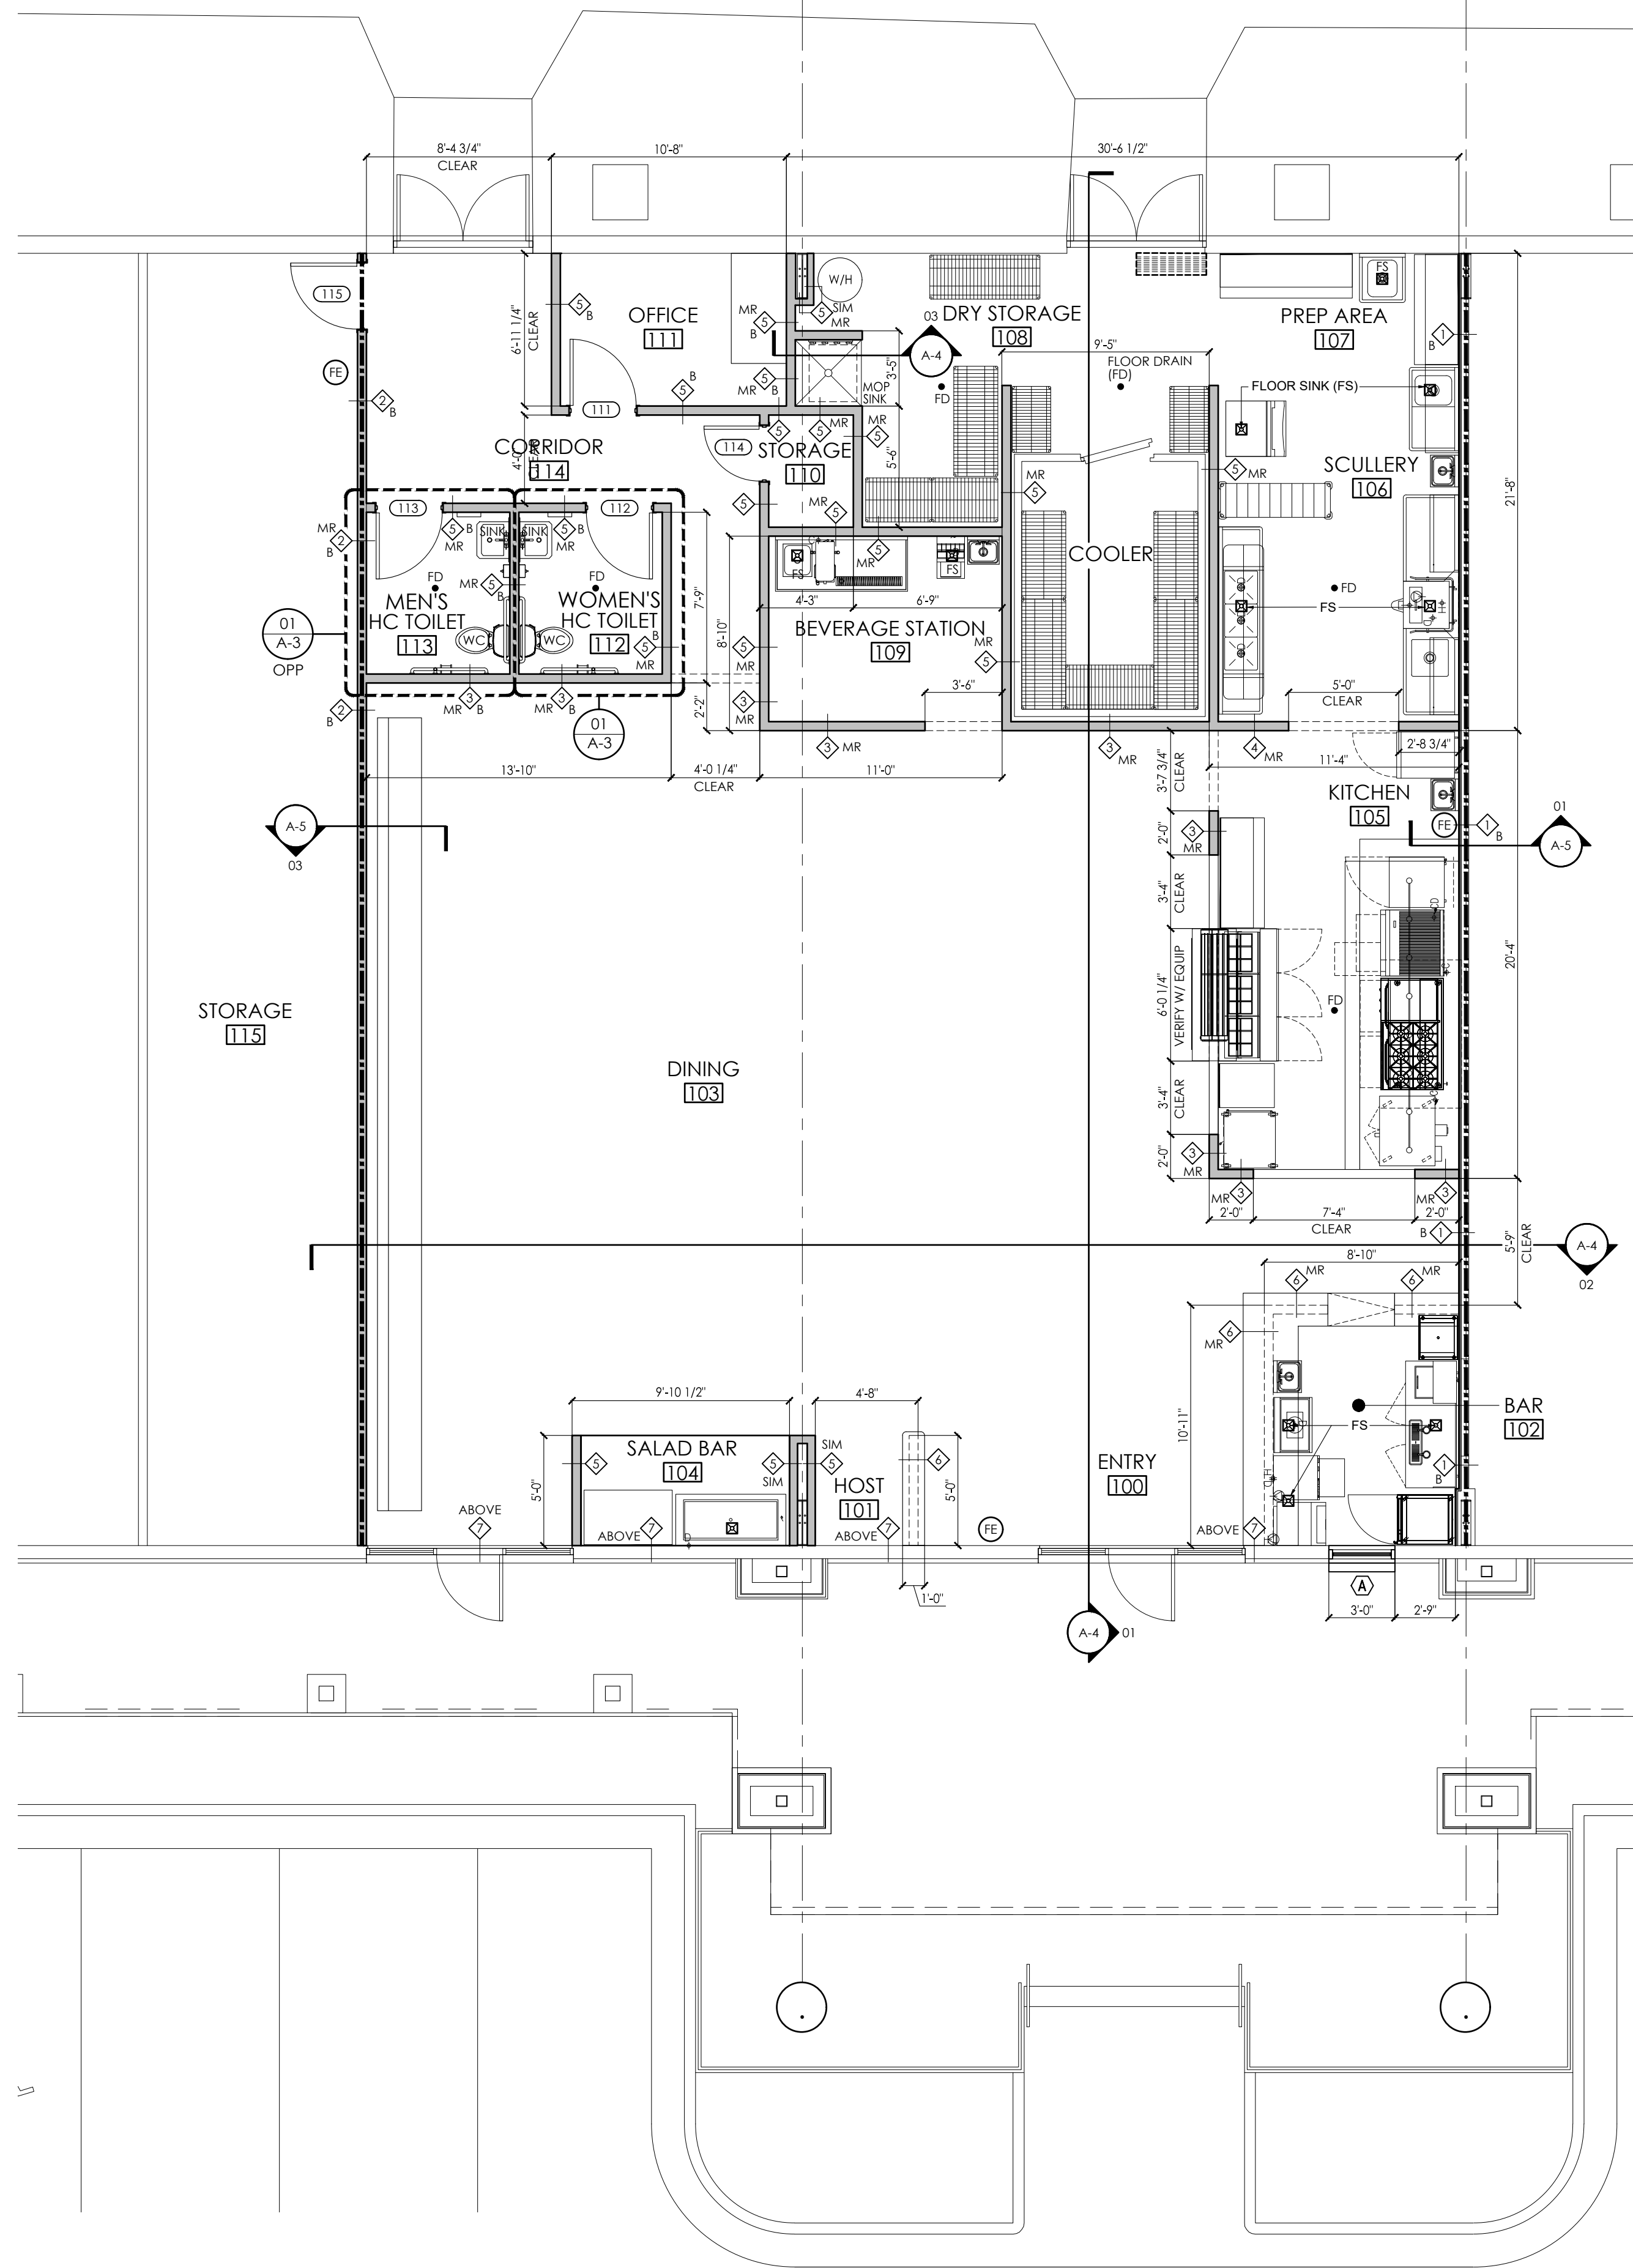 8'-4 3/4"
CLEAR
10'-8"
30'-6 1/2"
115
5
B
OFFICE
111
MR
5
B
5
SIM
MR
W/H
03
A-4
DRY STORAGE
108
FS
PREP AREA
107
1
B
6'-11 1/4"
CLEAR
FE
2
B
B
5
MR
5
B
MOP
SINK
3'-5"
FD
9'-5"
FLOOR DRAIN
(FD)
FLOOR SINK (FS)
111
CORRIDOR
114
4'-0"
CLEAR
114
5
STORAGE
110
5
MR
MR
5
5'-6"
MR
5
5
MR
SCULLERY
106
21'-8"
113
112
MR
2
B
5
B
MR
SINK
SINK
5
B
MR
5
MR
5
5
MR
COOLER
FD
MR
5
B
FD
FS
FS
MEN'S
HC TOILET
113
WC
WC
WOMEN'S
HC TOILET
112
B
5
MR
7'-9"
8'-10"
4'-3"
6'-9"
BEVERAGE STATION
109
MR
5
5
MR
FD
FS
01
A-3
OPP
2
B
3
MR
B
3
MR
B
2'-2"
3
MR
3'-6"
5'-0"
CLEAR
01
A-3
3
MR
3
MR
4
MR
2'-8 3/4"
13'-10"
4'-0 1/4"
CLEAR
11'-0"
3'-7 3/4"
CLEAR
11'-4"
KITCHEN
105
FE
1
B
01
A-5
A-5
03
2'-0"
3
MR
3'-4"
CLEAR
6'-0 1/4"
VERIFY W/ EQUIP
FD
20'-4"
STORAGE
115
DINING
103
3'-4"
CLEAR
2'-0"
3
MR
MR
3
MR
3
2'-0"
7'-4"
CLEAR
2'-0"
B
1
5'-9"
CLEAR
A-4
02
8'-10"
6
MR
6
MR
6
MR
10'-11"
9'-10 1/2"
4'-8"
BAR
102
FS
5'-0"
5
SALAD BAR
104
5
SIM
SIM
5
HOST
101
6
5'-0"
ENTRY
100
1
B
ABOVE
7
ABOVE
7
ABOVE
7
FE
ABOVE
7
1'-0"
A
3'-0"
2'-9"
A-4
01